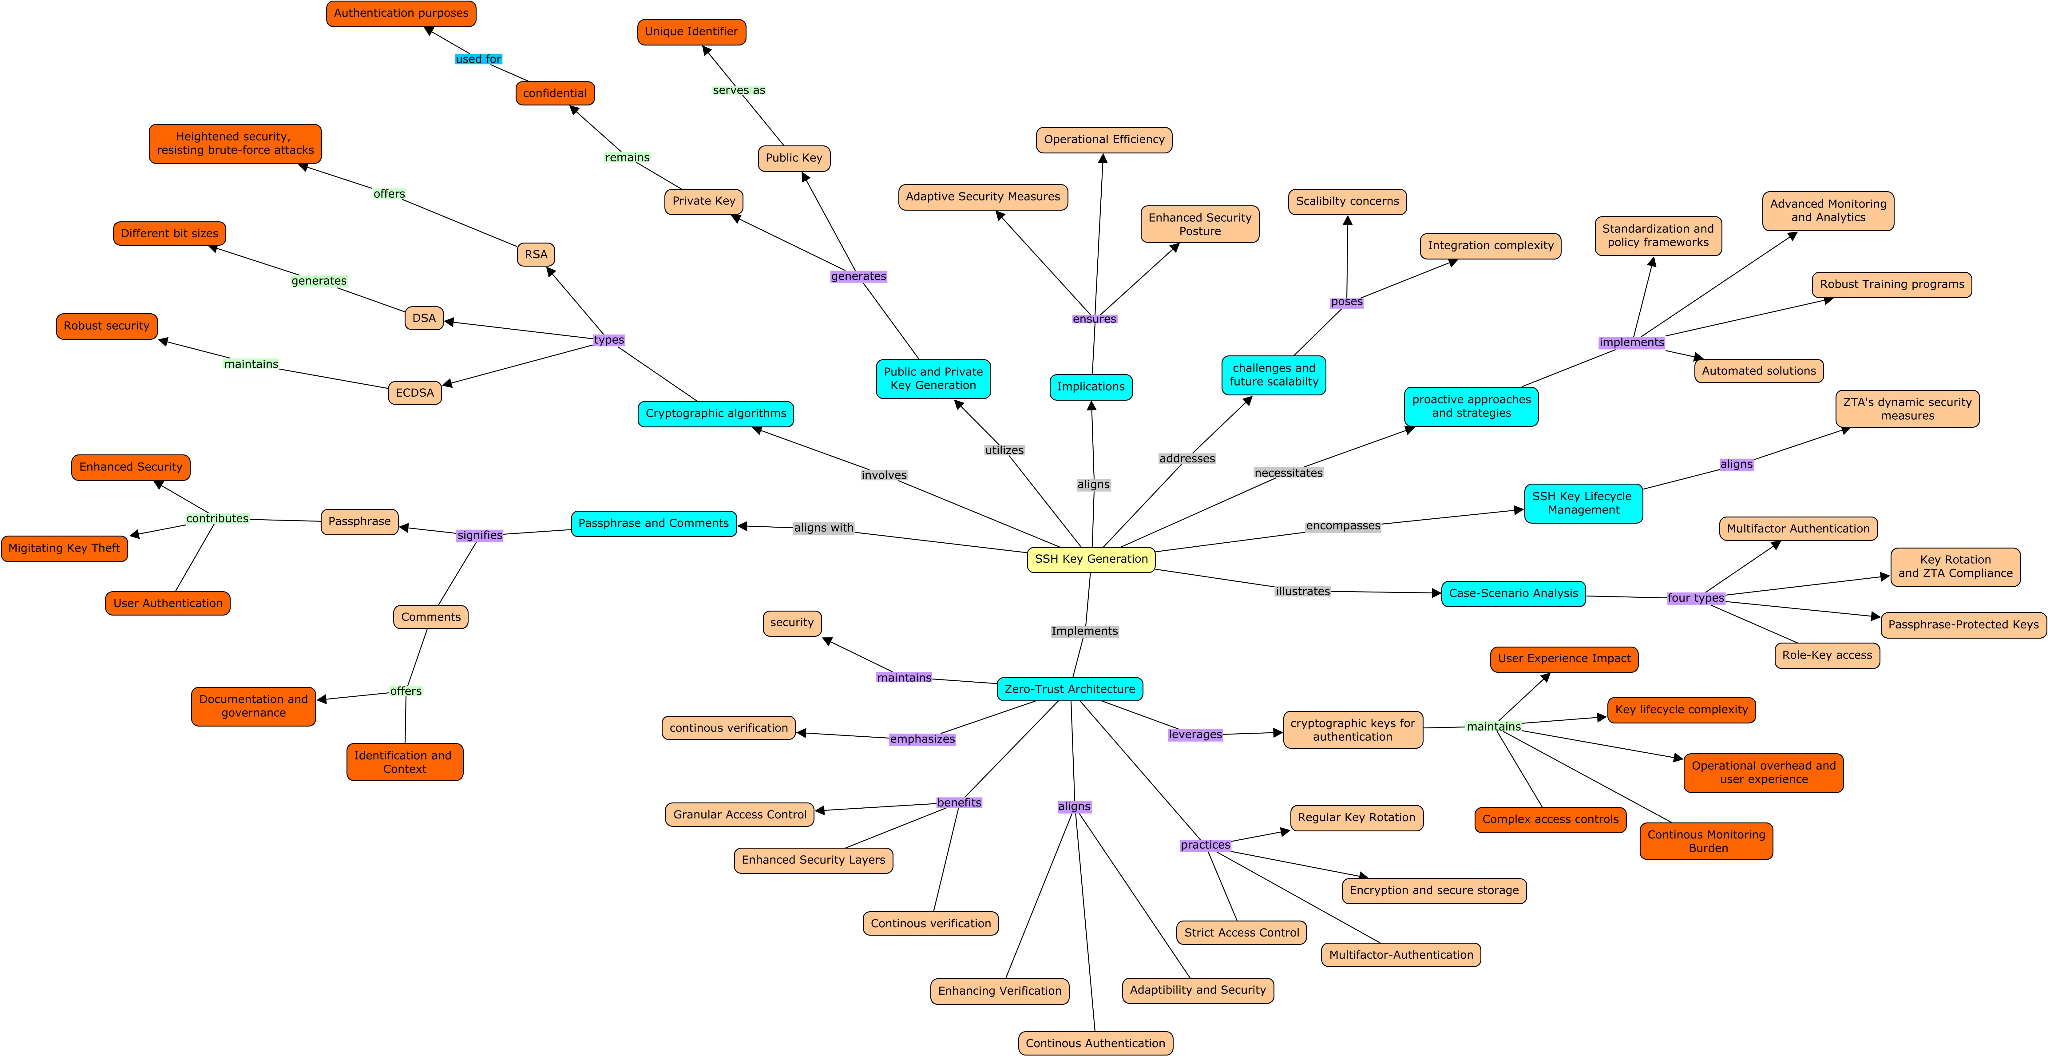 Authentication purposes
used for
confidential
Unique Identifier
serves as
Public Key
remains
Private Key
generates
Public and Private
Key Generation
utilizes
Heightened security,
resisting brute-force attacks
offers
RSA
Different bit sizes
generates
DSA
Robust security
maintains
ECDSA
types
Cryptographic algorithms
involves
Operational Efficiency
Adaptive Security Measures
Enhanced Security
Posture
ensures
Implications
aligns
Scalibilty concerns
Integration complexity
poses
challenges and
future scalabilty
addresses
Advanced Monitoring
and Analytics
Standardization and
policy frameworks
Robust Training programs
implements
Automated solutions
proactive approaches
and strategies
necessitates
ZTA's dynamic security
measures
aligns
SSH Key Lifecycle
Management
encompasses
Enhanced Security
contributes
Migitating Key Theft
User Authentication
Passphrase
signifies
Passphrase and Comments
aligns with
Comments
offers
Documentation and
governance
Identification and
Context
SSH Key Generation
illustrates
Case-Scenario Analysis
four types
Multifactor Authentication
Key Rotation
and ZTA Compliance
Passphrase-Protected Keys
Role-Key access
Implements
Zero-Trust Architecture
security
maintains
continous verification
emphasizes
benefits
Granular Access Control
Enhanced Security Layers
Continous verification
aligns
Enhancing Verification
Continous Authentication
Adaptibility and Security
practices
Regular Key Rotation
Encryption and secure storage
Strict Access Control
Multifactor-Authentication
leverages
cryptographic keys for
authentication
maintains
User Experience Impact
Key lifecycle complexity
Operational overhead and
user experience
Complex access controls
Continous Monitoring
Burden